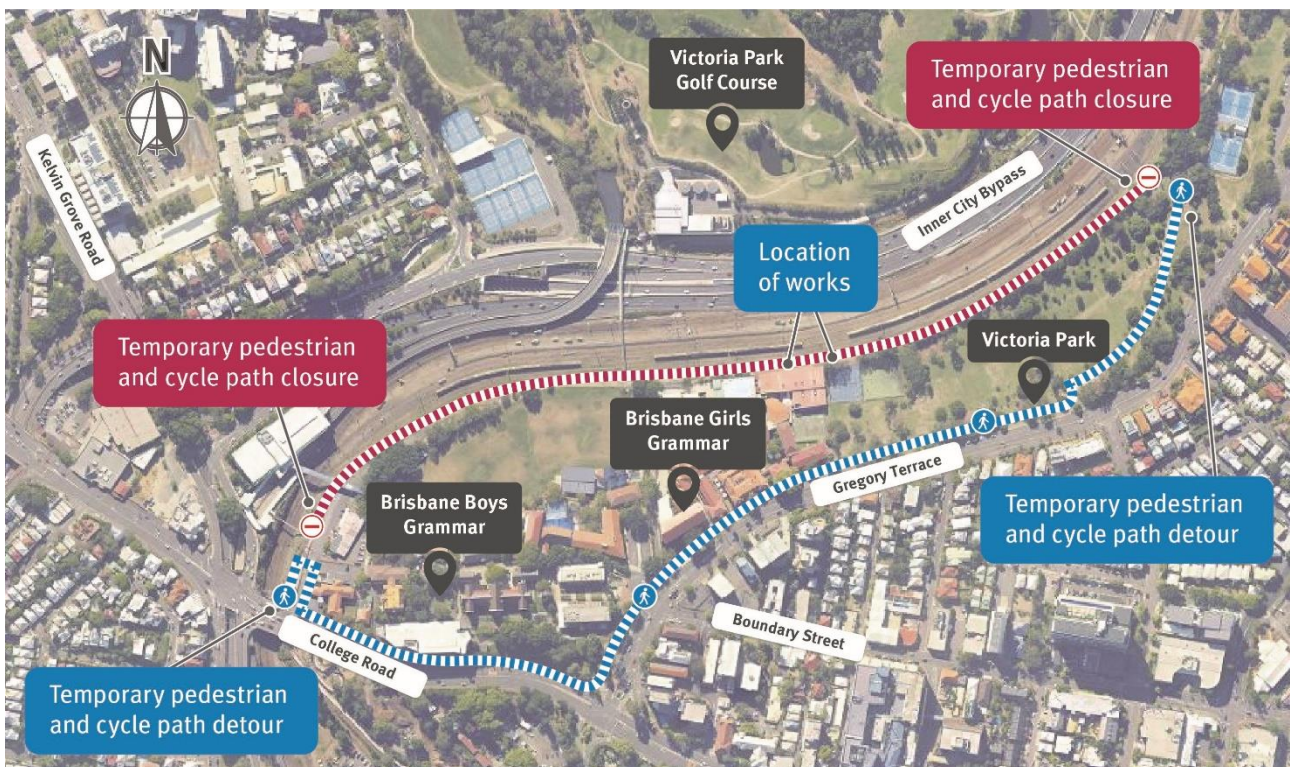 N
Victoria Park
Golf Course
Temporary pedestrian
and cycle path closure
Kelvin Grove Road
Inner City Bypass
Location
of works
Temporary pedestrian
and cycle path closure
Victoria Park
Brisbane Girls
Grammar
Gregory Terrace
Brisbane Boys
Grammar
Temporary pedestrian
and cycle path detour
Boundary Street
College Road
Temporary pedestrian
and cycle path detour